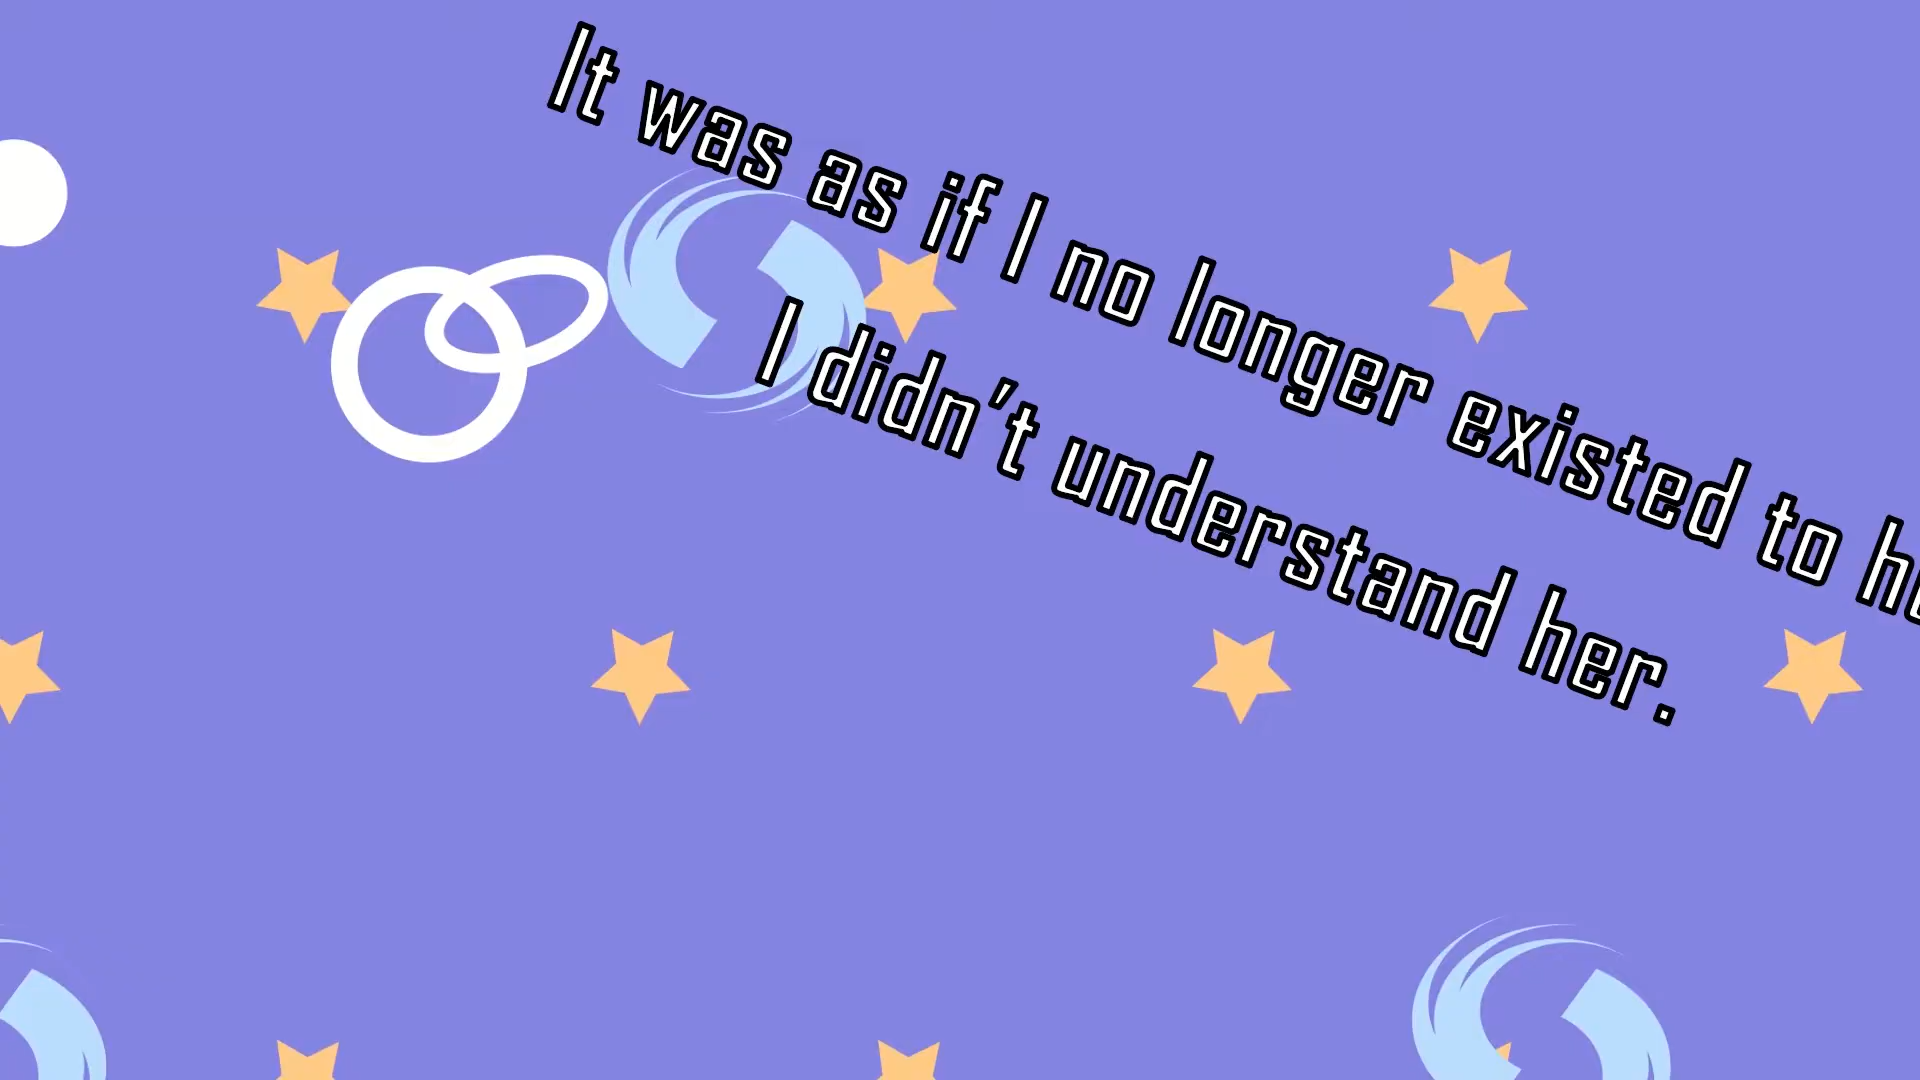 It was as if I no longer existed to
I didn't understand her.